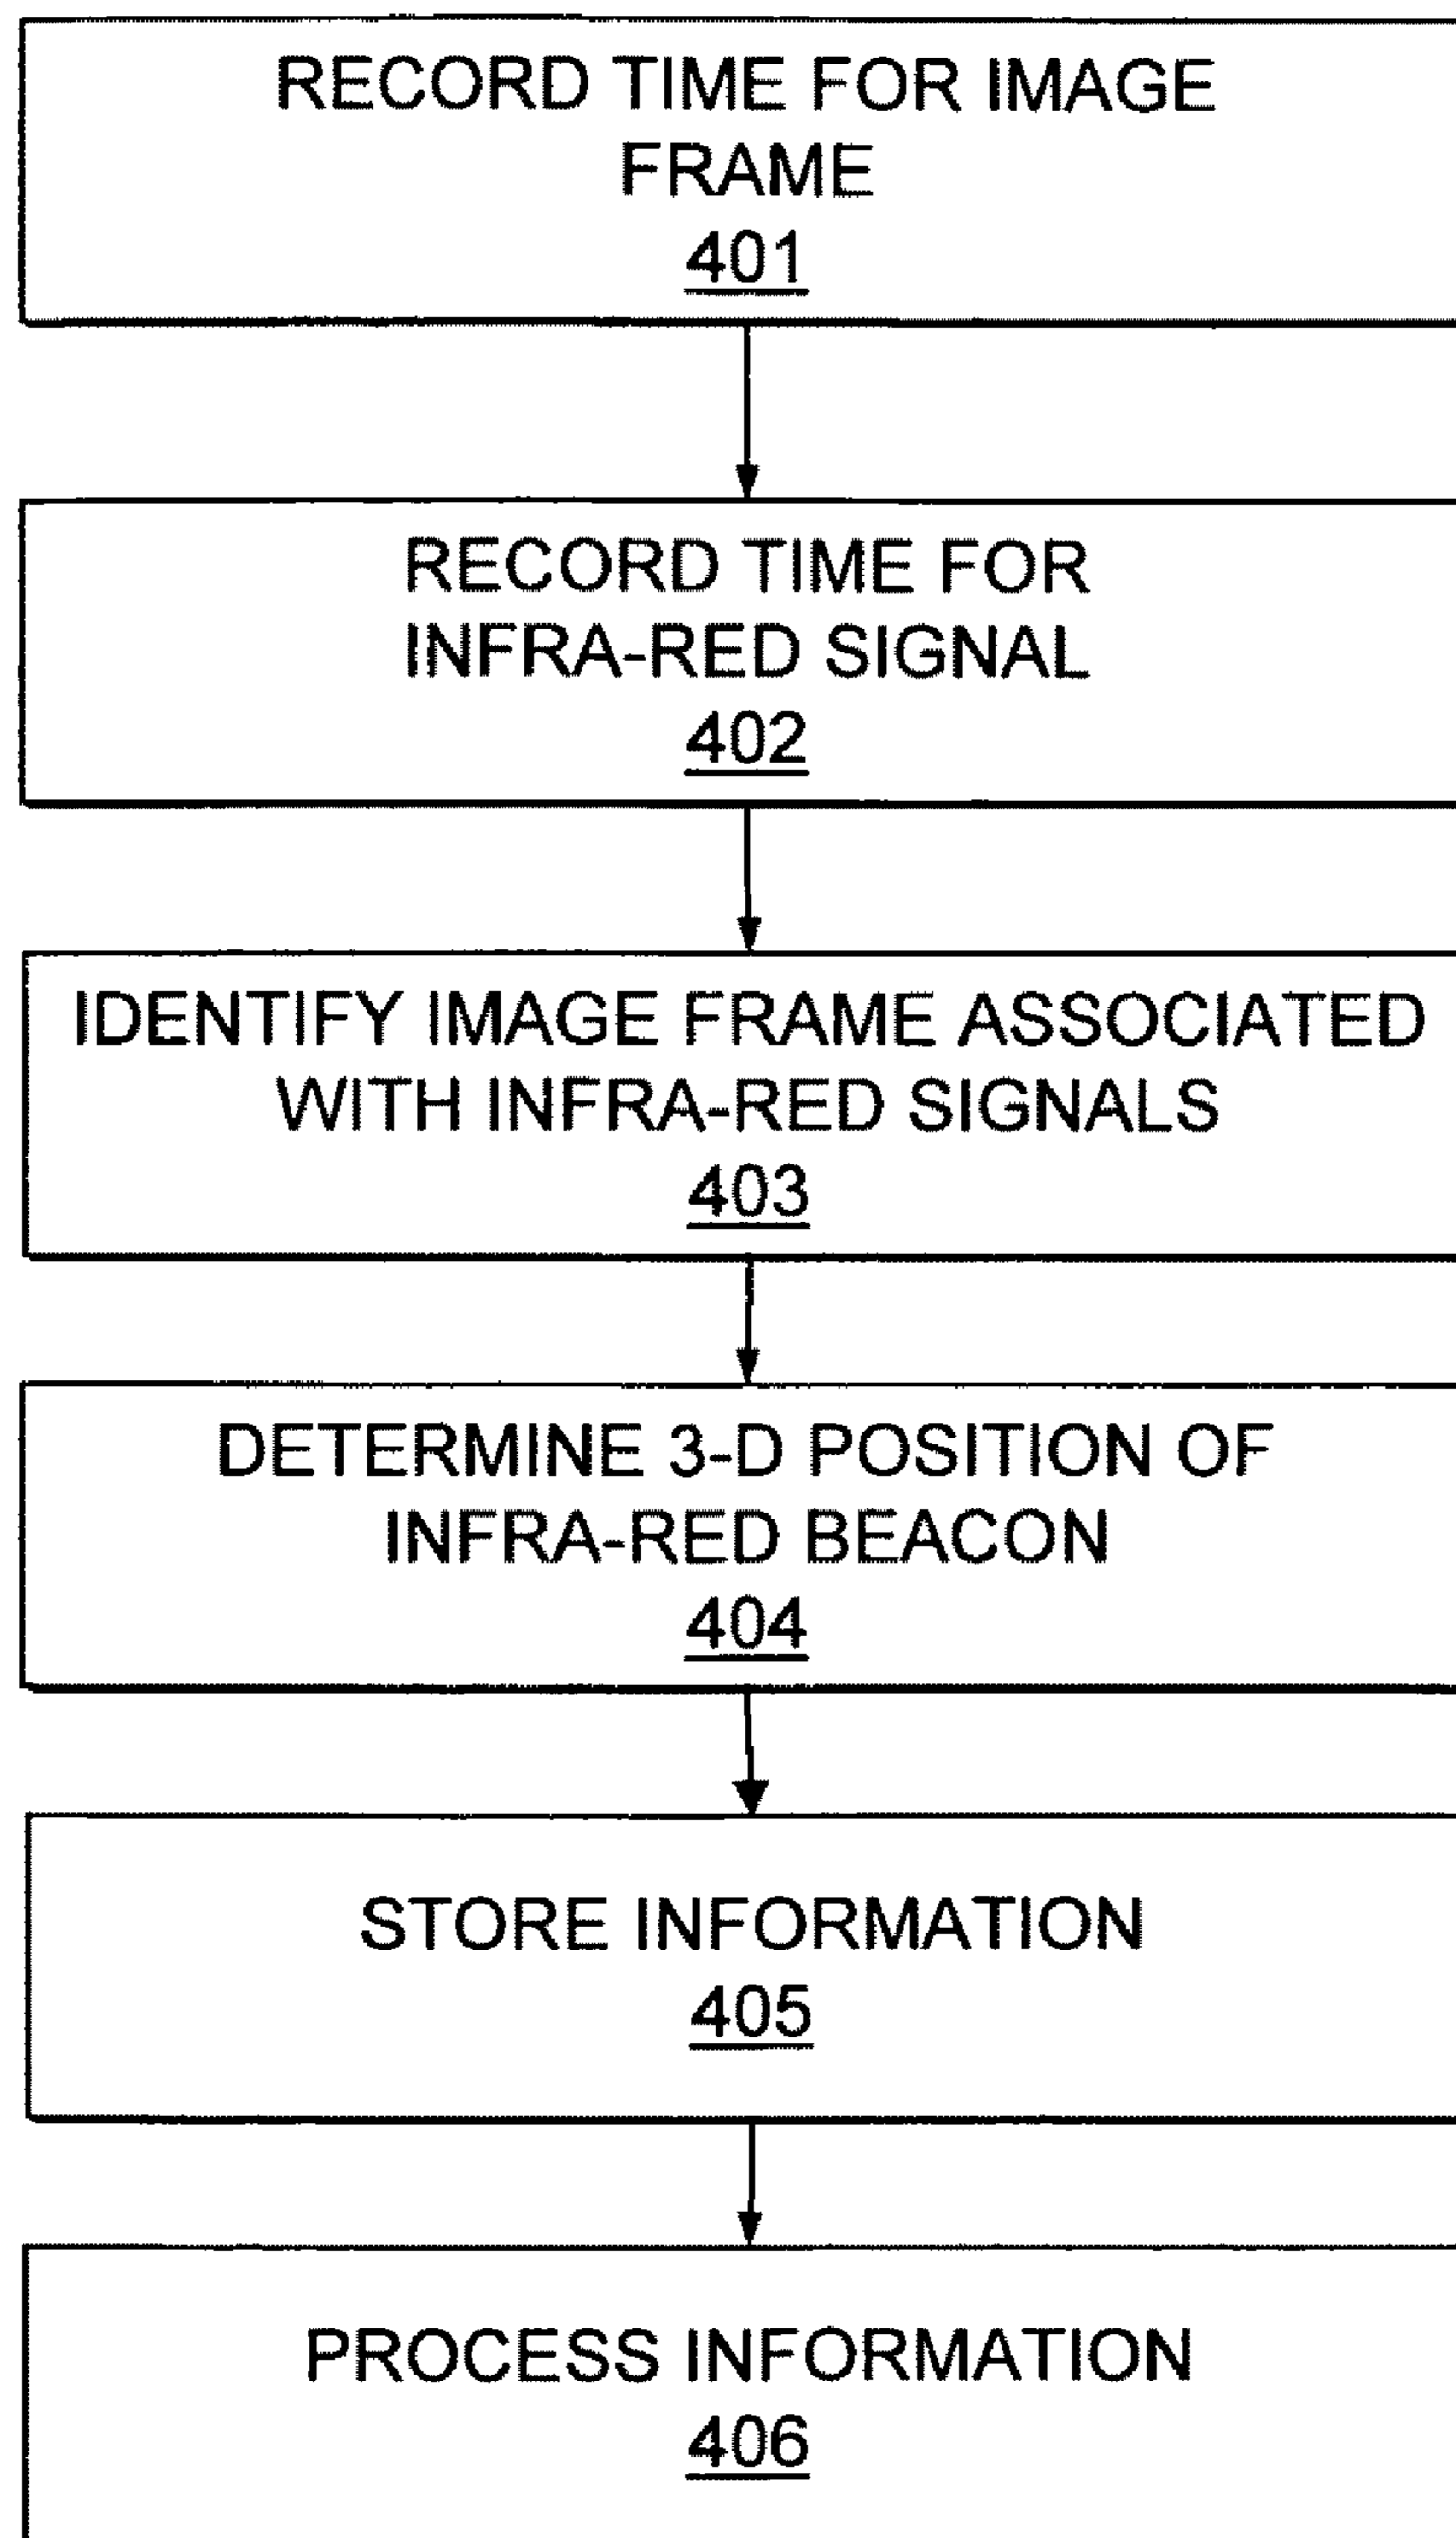 RECORD TIME FOR IMAGE
FRAME
401
RECORD TIME FOR
INFRA-RED SIGNAL
402
IDENTIFY IMAGE FRAME ASSOCIATED
WITH INFRA-RED SIGNALS
403
DETERMINE 3-D POSITION OF
INFRA-RED BEACON
404
STORE INFORMATION
405
PROCESS INFORMATION
406